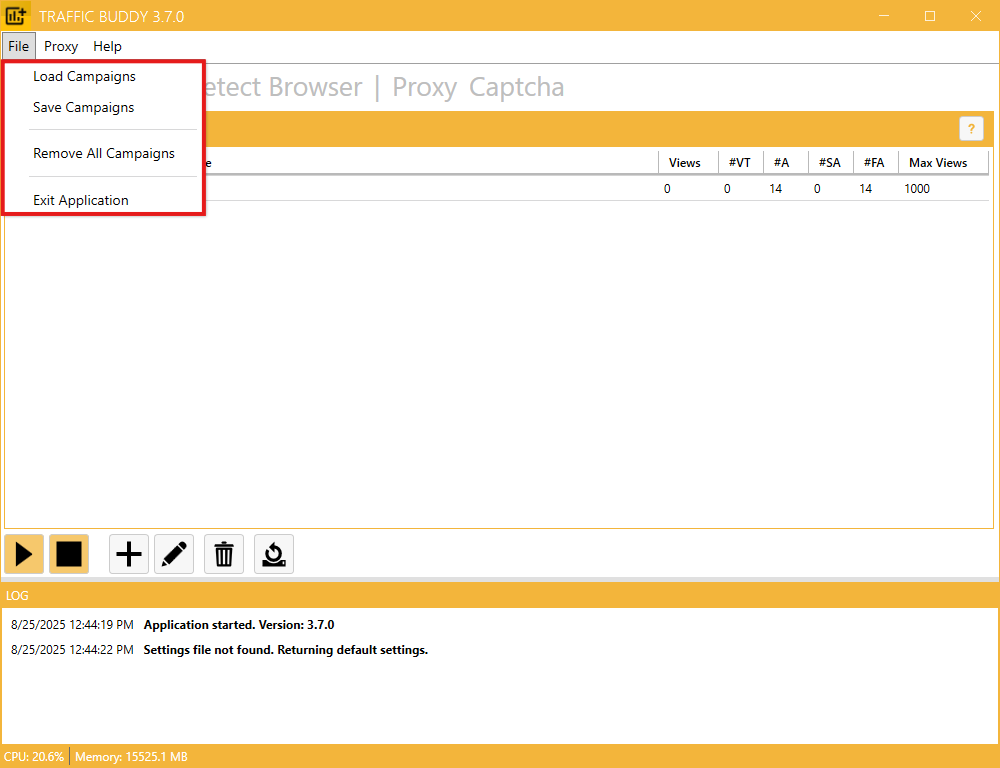 TRAFFIC BUDDY 3.7.0
File Proxy Help
Load Campaigns
Save Campaigns
Remove All Campaigns
Exit Application
Browser | Proxy Captcha
?
Views #VT #A #SA #FA Max Views
0 0 14 0 14 1000
LOG
8/25/2025 12:44:19 PM Application started. Version: 3.7.0
8/25/2025 12:44:22 PM Settings file not found. Returning default settings.
CPU: 20.6% Memory: 15525.1 MB